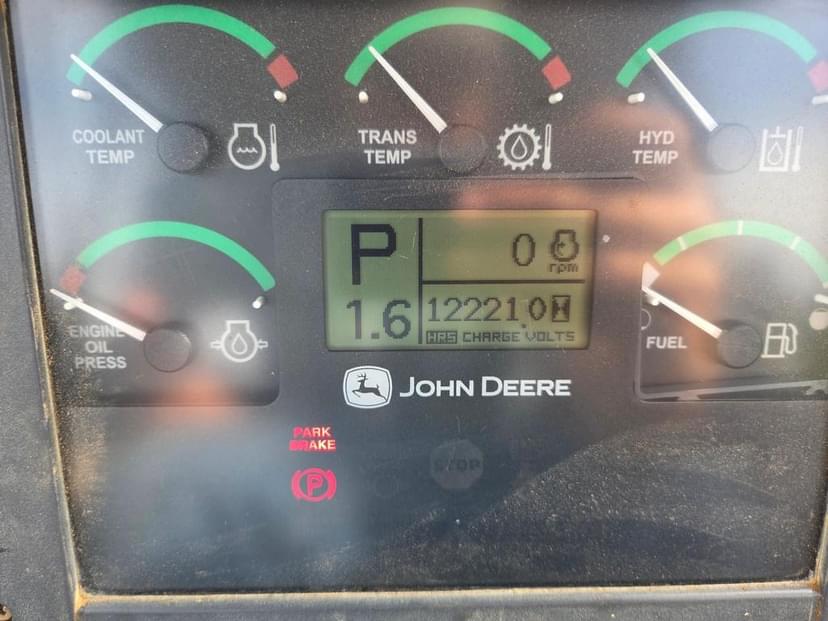 COOLANT
TEMP
TRANS
TEMP
HYD
TEMP
P
0
rpm
1.6
12221.0
HRS CHARGE VOLTS
ENGINE
OIL
PRESS
FUEL
JOHN DEERE
PARK
BRAKE
P
STOP